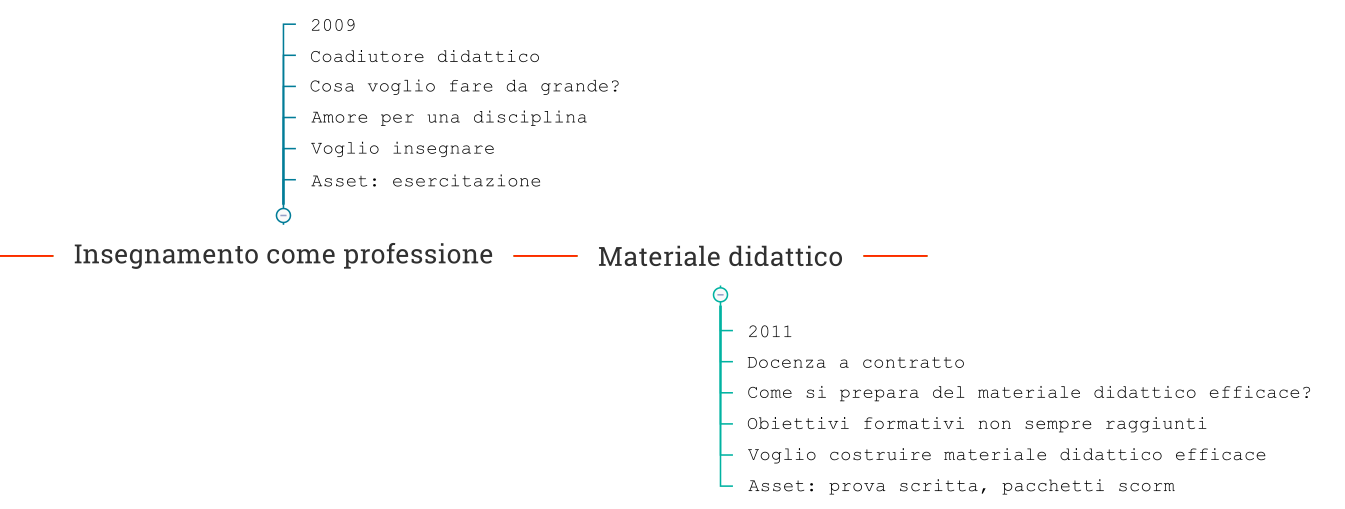 2009
Coadiutore didattico
Cosa voglio fare da grande?
Amore per una disciplina
Voglio insegnare
Asset: esercitazione
Insegnamento come professione
Materiale didattico
2011
Docenza a contratto
Come si prepara del materiale didattico efficace?
Obiettivi formativi non sempre raggiunti
Voglio costruire materiale didattico efficace
Asset: prova scritta, pacchetti scorm